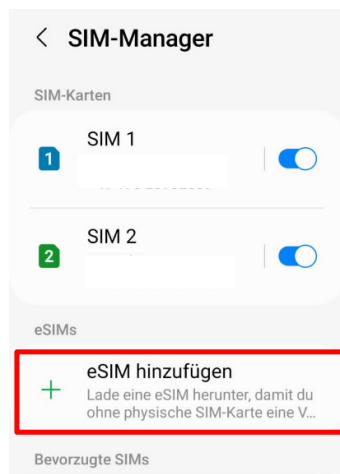 SIM-Manager
SIM-Karten
1
SIM 1
2
SIM 2
eSIMs
eSIM hinzufügen
Lade eine eSIM herunter, damit du
ohne physische SIM-Karte eine V...
Bevorzugte SIMs